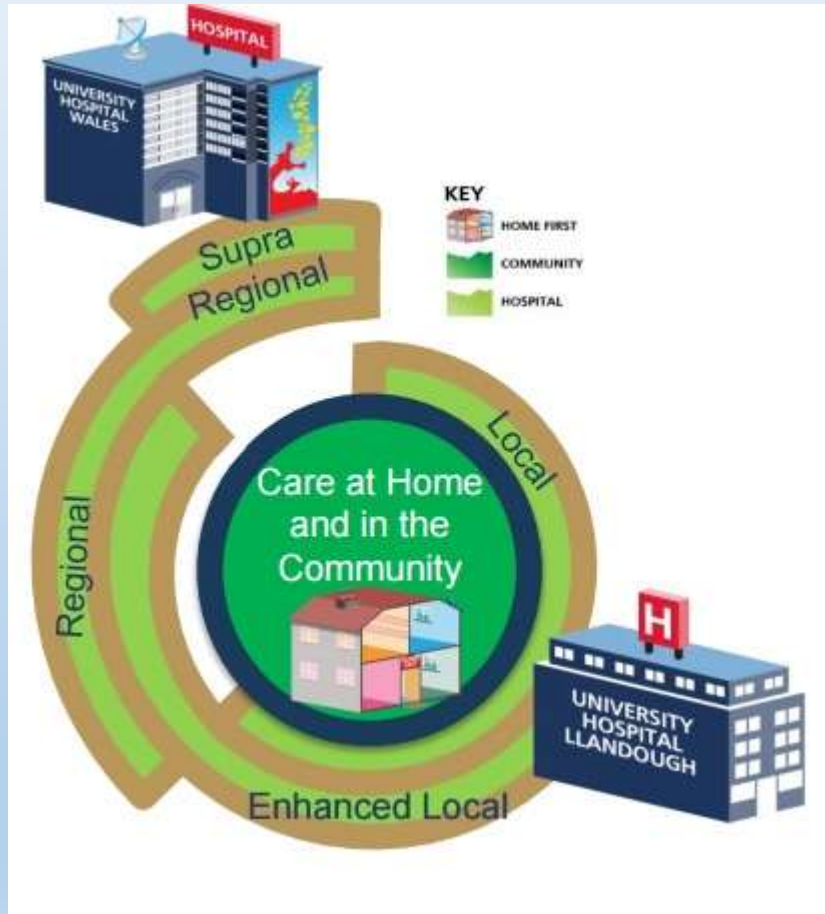 HOSPITAL
UNIVERSITY
HOSPITAL
WALES
KEY
HOME FIRST
COMMUNITY
HOSPITAL
Supra
Regional
Local
Care at Home
and in the
Community
Regional
H
UNIVERSITY
HOSPITAL
LLANDOUGH
Enhanced Local